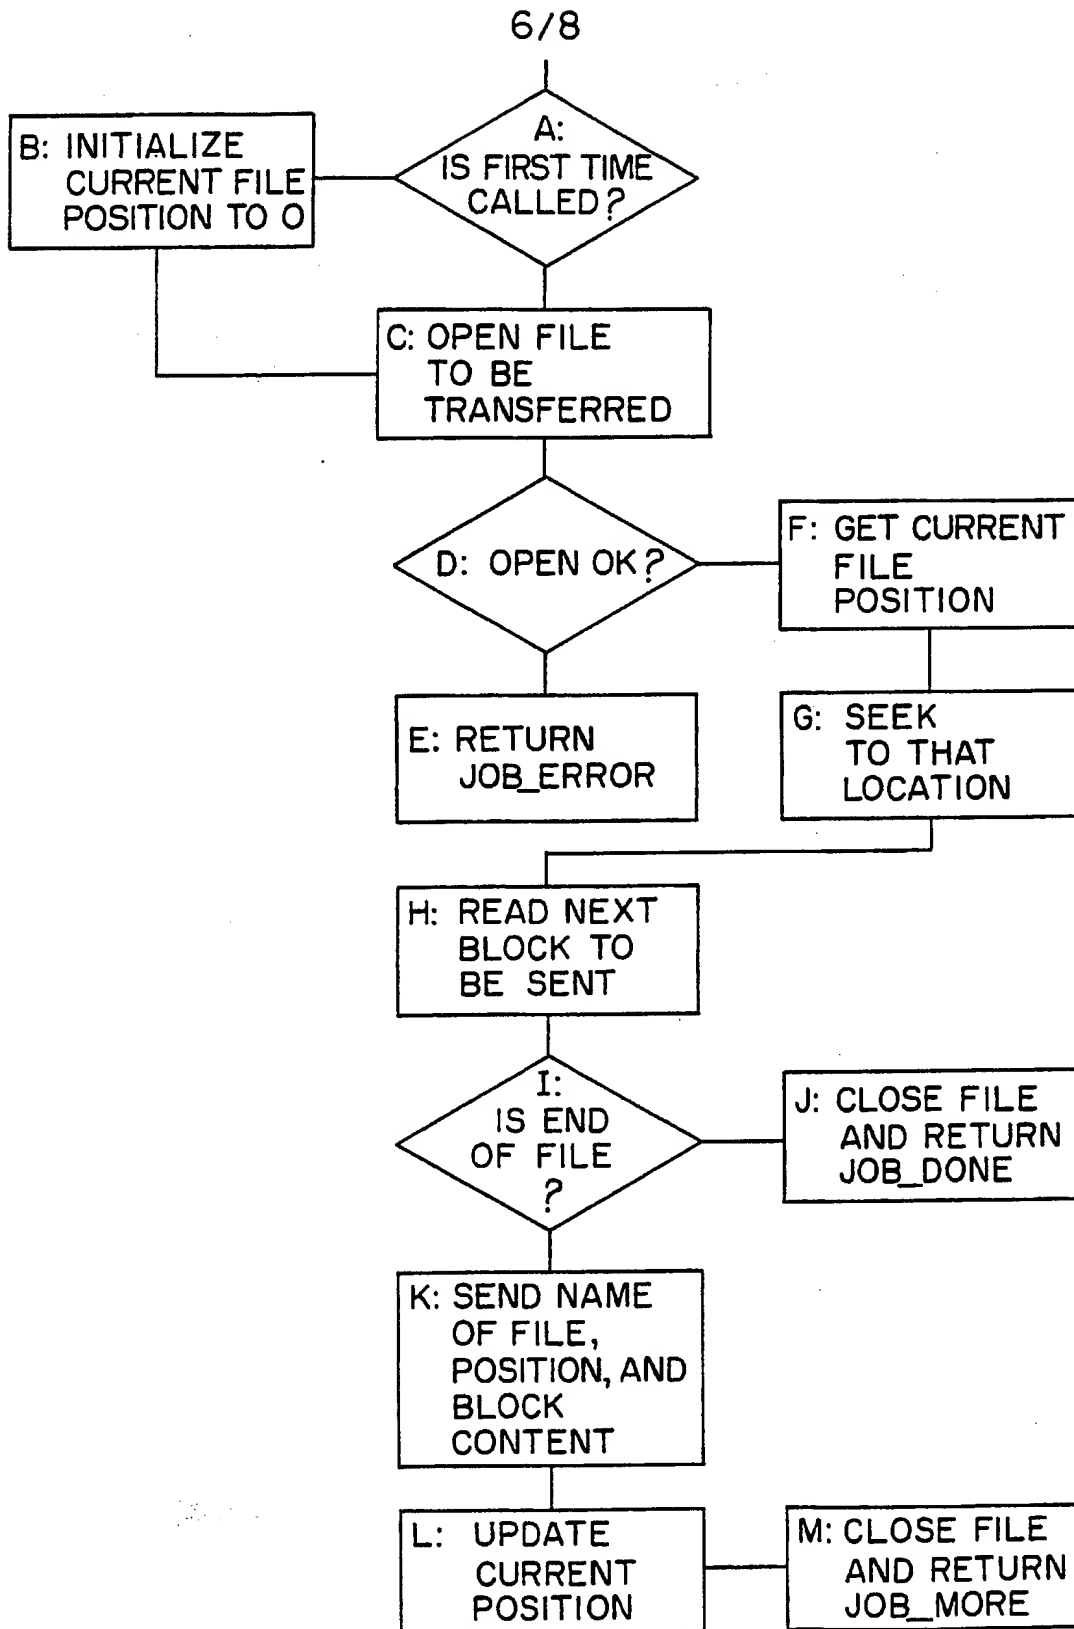 6/8
A:
IS FIRST TIME
CALLED?
B: INITIALIZE
CURRENT FILE
POSITION TO 0
C: OPEN FILE
TO BE
TRANSFERRED
D: OPEN OK?
F: GET CURRENT
FILE
POSITION
E: RETURN
JOB_ERROR
G: SEEK
TO THAT
LOCATION
H: READ NEXT
BLOCK TO
BE SENT
I:
IS END
OF FILE
?
J: CLOSE FILE
AND RETURN
JOB_DONE
K: SEND NAME
OF FILE,
POSITION, AND
BLOCK
CONTENT
L: UPDATE
CURRENT
POSITION
M: CLOSE FILE
AND RETURN
JOB_MORE